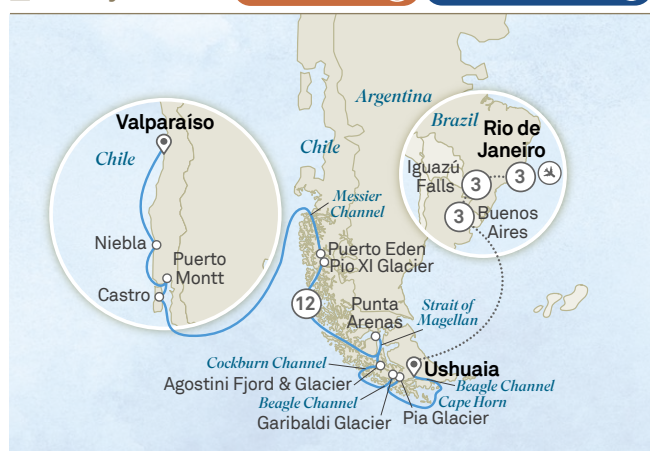 Valparaíso
Chile
Niebla
Puerto
Montt
Castro
Argentina
Chile
Messier
Channel
Puerto Eden
Pío XI Glacier
12
Punta
Arenas
Strait of
Magellan
Cockburn Channel
Agostini Fjord & Glacier
Beagle Channel
Garibaldi Glacier
Pia Glacier
Ushuaia
Beagle Channel
Cape Horn
Brazil
Rio de
Janeiro
Iguazú
Falls
3
3
3
Buenos
Aires